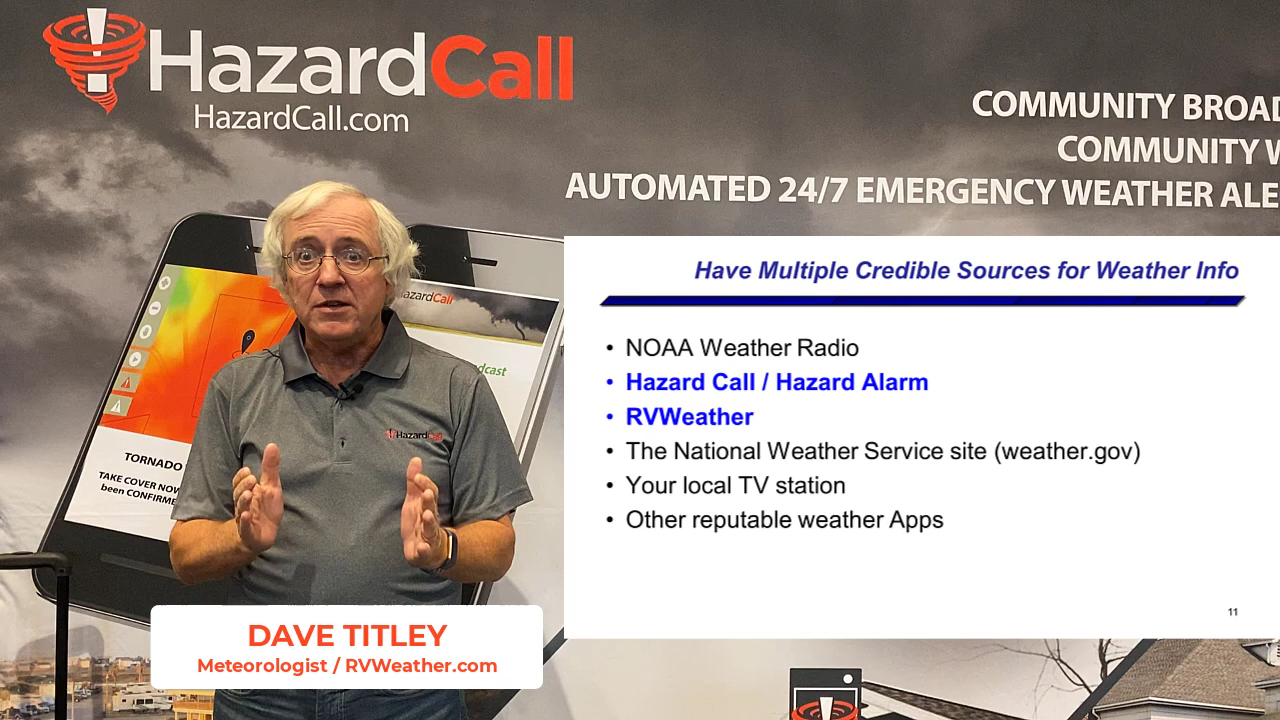 HazardCall
HazardCall.com
COMMUNITY BROAD
COMMUNITY W
AUTOMATED 24/7 EMERGENCY WEATHER ALE
HazardCall
dcast
TORNADO
TAKE COVER NOW
been CONFIRME
HazardCall
Have Multiple Credible Sources for Weather Info
• NOAA Weather Radio
• Hazard Call / Hazard Alarm
• RVWeather
• The National Weather Service site (weather.gov)
• Your local TV station
• Other reputable weather Apps
11
DAVE TITLEY
Meteorologist / RVWeather.com